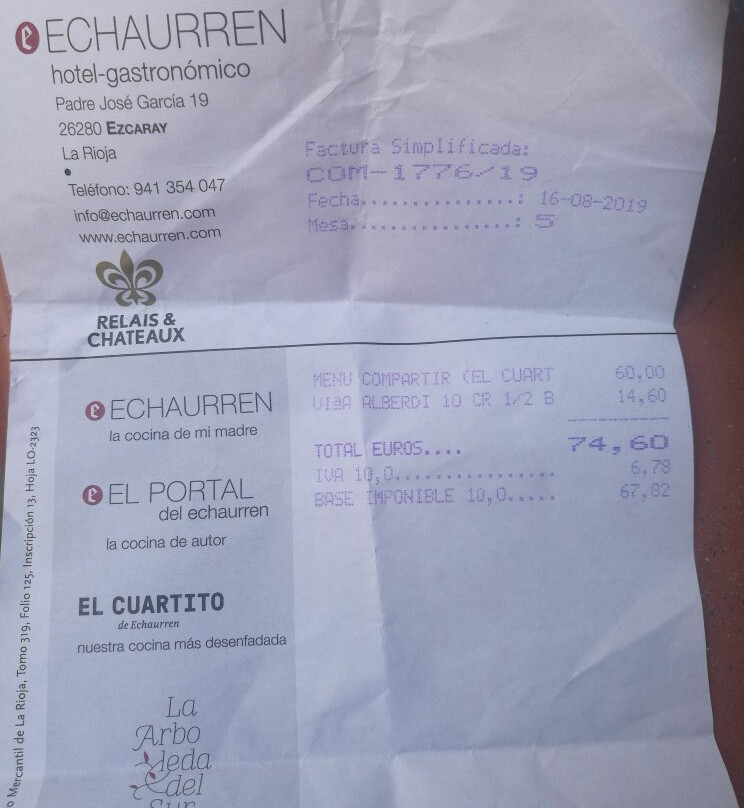 e ECHAURREN
hotel-gastronómico
Padre José García 19
26280 EZCARAY
La Rioja
Teléfono: 941 354 047
info@echaurren.com
www.echaurren.com
RELAIS &
CHATEAUX
Factura Simplificada:
COM-1776/19
Fecha................: 16-08-2019
Mesa.................: 5
MENU COMPARTIR (EL CUART 60,00
VIªA ALBERDI 10 CR 1/2 B 14,60
TOTAL EUROS.... 74,60
IVA 10,0................ 6,78
BASE IMPONIBLE 10,0..... 67,82
e ECHAURREN
la cocina de mi madre
e EL PORTAL
del echaurren
la cocina de autor
EL CUARTITO
de Echaurren
nuestra cocina más desenfadada
La
Arbo
leda
del
Sur
o Mercantil de La Rioja, Tomo 319, Folio 125, Inscripción 13, Hoja LO-2323